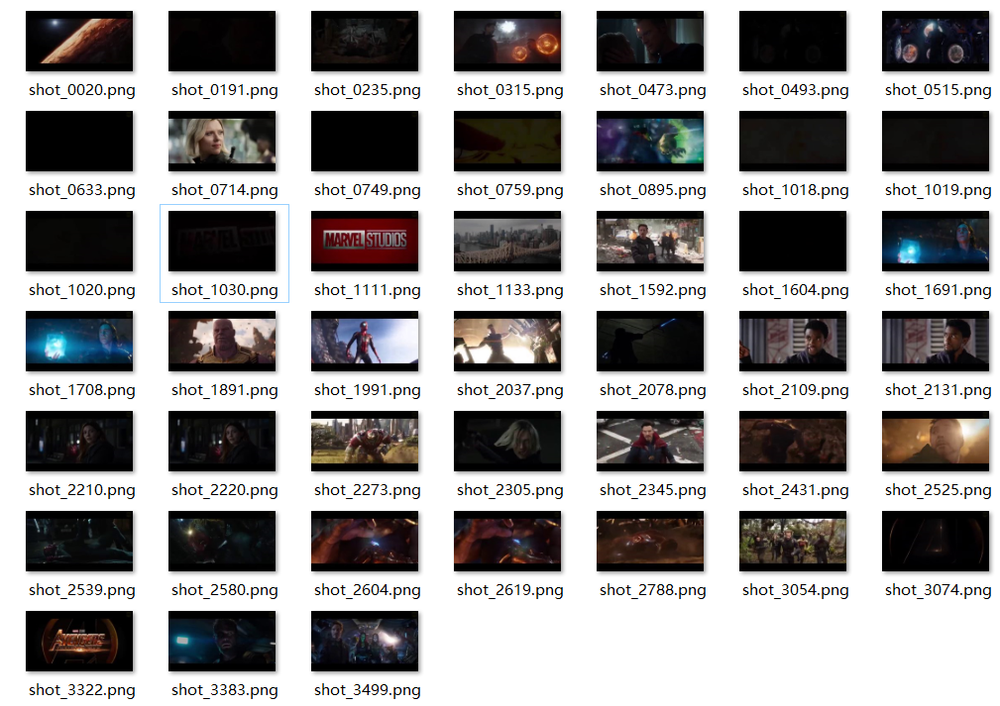 shot_0020.png shot_0191.png shot_0235.png shot_0315.png shot_0473.png shot_0493.png shot_0515.png
shot_0633.png shot_0714.png shot_0749.png shot_0759.png shot_0895.png shot_1018.png shot_1019.png
MARVEL STUDIOS MARVEL STUDIOS
shot_1020.png shot_1030.png shot_1111.png shot_1133.png shot_1592.png shot_1604.png shot_1691.png
shot_1708.png shot_1891.png shot_1991.png shot_2037.png shot_2078.png shot_2109.png shot_2131.png
shot_2210.png shot_2220.png shot_2273.png shot_2305.png shot_2345.png shot_2431.png shot_2525.png
shot_2539.png shot_2580.png shot_2604.png shot_2619.png shot_2788.png shot_3054.png shot_3074.png
AVENGERS
shot_3322.png shot_3383.png shot_3499.png